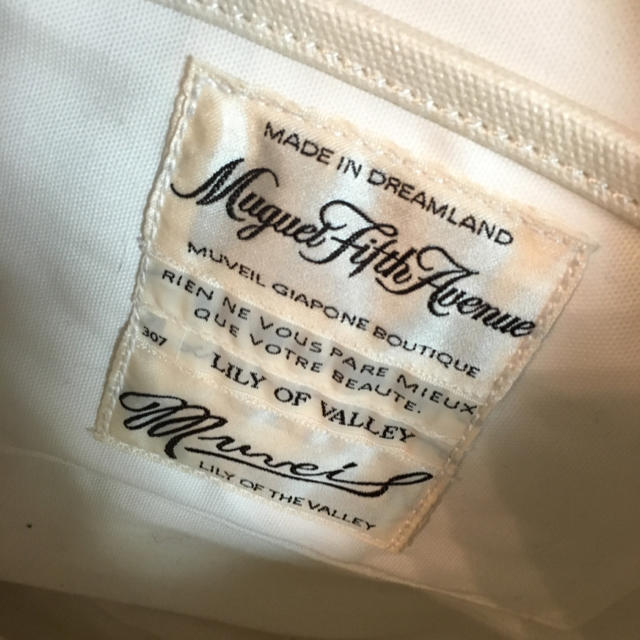 MADE IN DREAMLAND
Muguet Fifth Avenue
MUVEIL GIAPONE BOUTIQUE
RIEN NE VOUS PARE MIEUX
QUE VOTRE BEAUTE.
307
LILY OF VALLEY
Muveil
LILY OF THE VALLEY